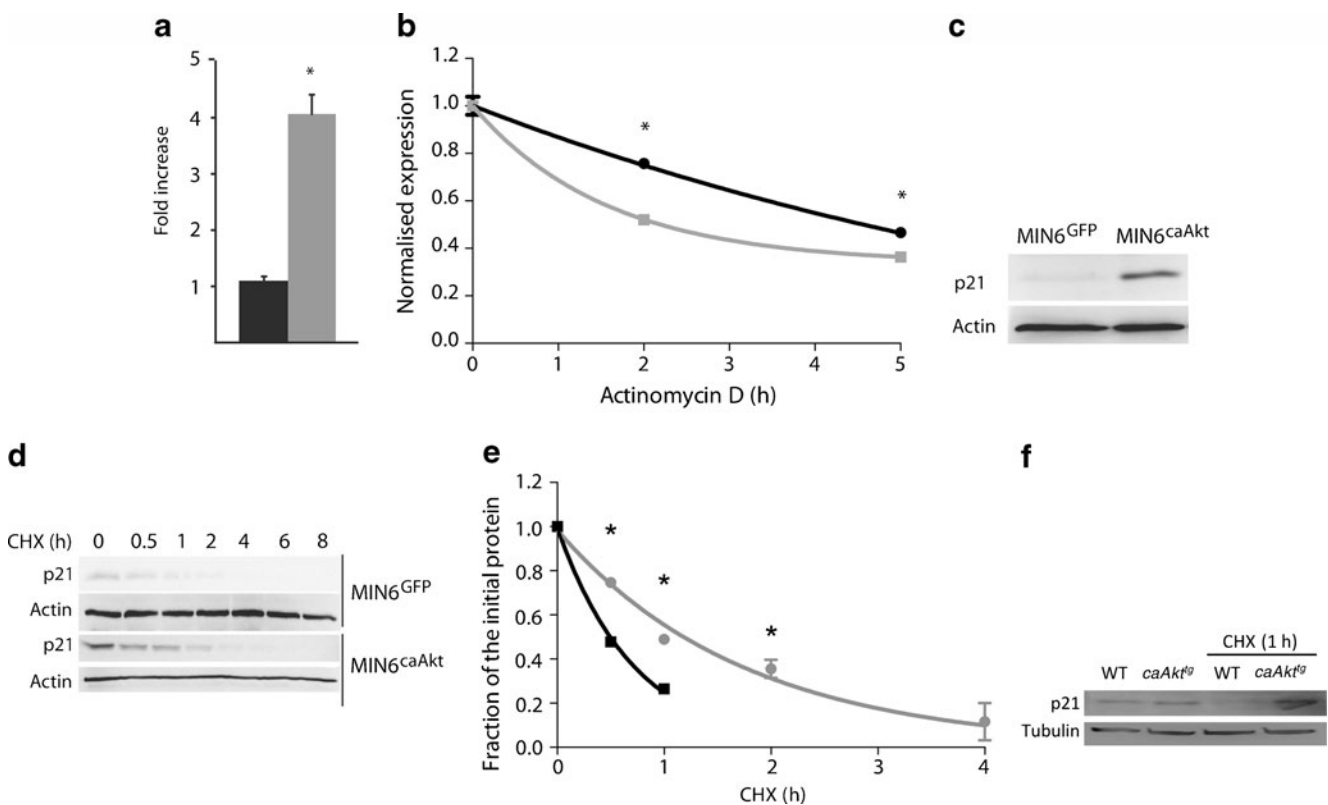 a
5
4
3
2
1
Fold increase
*
b
1.2
1.0
0.8
0.6
0.4
0.2
0.0
Normalised expression
* *
0 1 2 3 4 5
Actinomycin D (h)
c
MIN6GFP MIN6caAkt
p21
Actin
d
CHX (h) 0 0.5 1 2 4 6 8
p21
Actin
MIN6GFP
p21
Actin
MIN6caAkt
e
1.2
1.0
0.8
0.6
0.4
0.2
0.0
Fraction of the initial protein
* * *
0 1 2 3 4
CHX (h)
f
CHX (1 h)
WT caAkttg WT caAkttg
p21
Tubulin